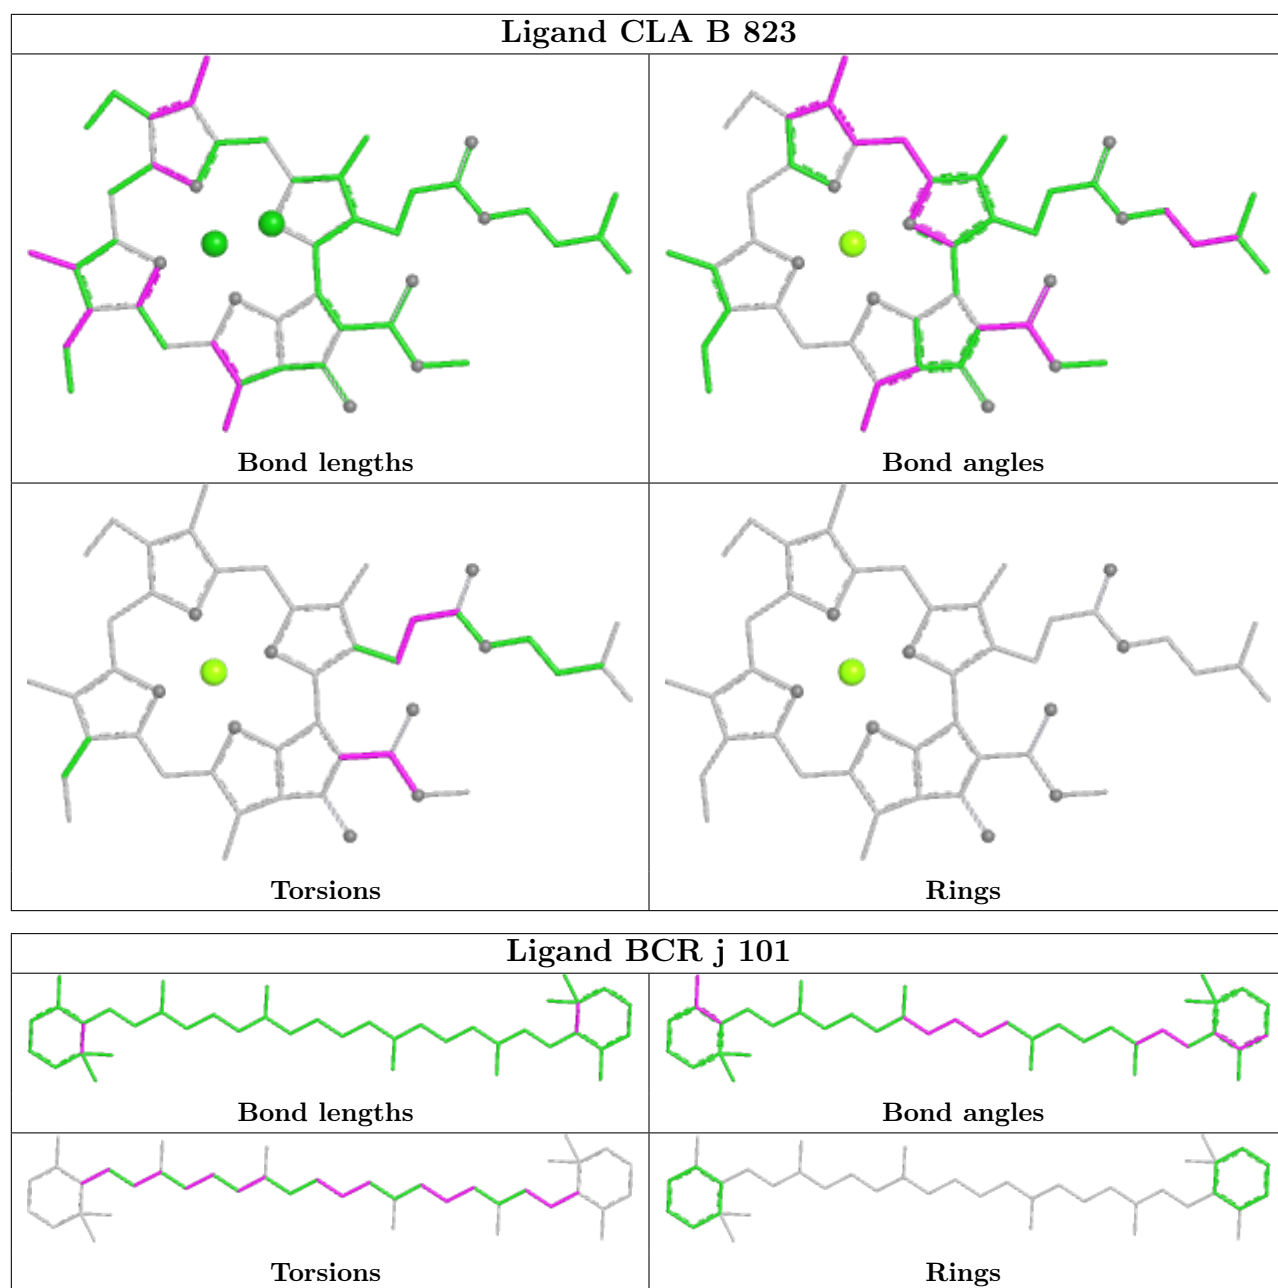 Ligand CLA B 823
Bond lengths
Bond angles
Torsions
Rings
Ligand BCR j 101
Bond lengths
Bond angles
Torsions
Rings